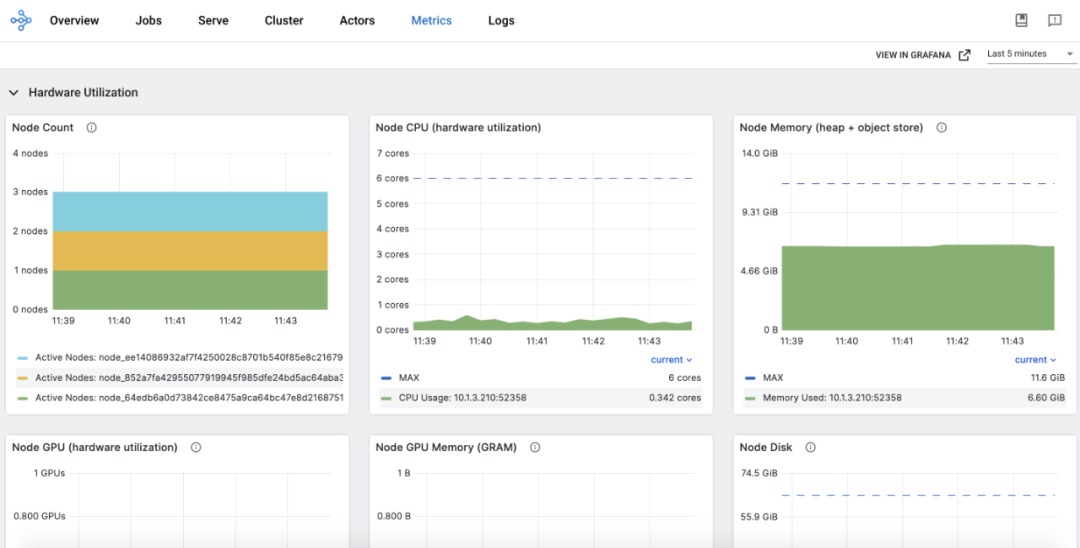 Overview Jobs Serve Cluster Actors Metrics Logs
VIEW IN GRAFANA Last 5 minutes
Hardware Utilization
Node Count
4 nodes
3 nodes
2 nodes
1 nodes
0 nodes
11:39 11:40 11:41 11:42 11:43
Active Nodes: node_ee14086932af7f4250028c8701b540f85e8c21679
Active Nodes: node_852a7fa42955077919945f985dfe24bd5ac64aba3
Active Nodes: node_64edb6a0d73842ce8475a9ca64bc47e8d2168751
Node CPU (hardware utilization)
7 cores
6 cores
5 cores
4 cores
3 cores
2 cores
1 cores
0 cores
11:39 11:40 11:41 11:42 11:43
current
MAX 6 cores
CPU Usage: 10.1.3.210:52358 0.342 cores
Node Memory (heap + object store)
14.0 GiB
9.31 GiB
4.66 GiB
0 B
11:39 11:40 11:41 11:42 11:43
current
MAX 11.6 GiB
Memory Used: 10.1.3.210:52358 6.60 GiB
Node GPU (hardware utilization)
1 GPUs
0.800 GPUs
Node GPU Memory (GRAM)
1 B
0.800 B
Node Disk
74.5 GiB
55.9 GiB